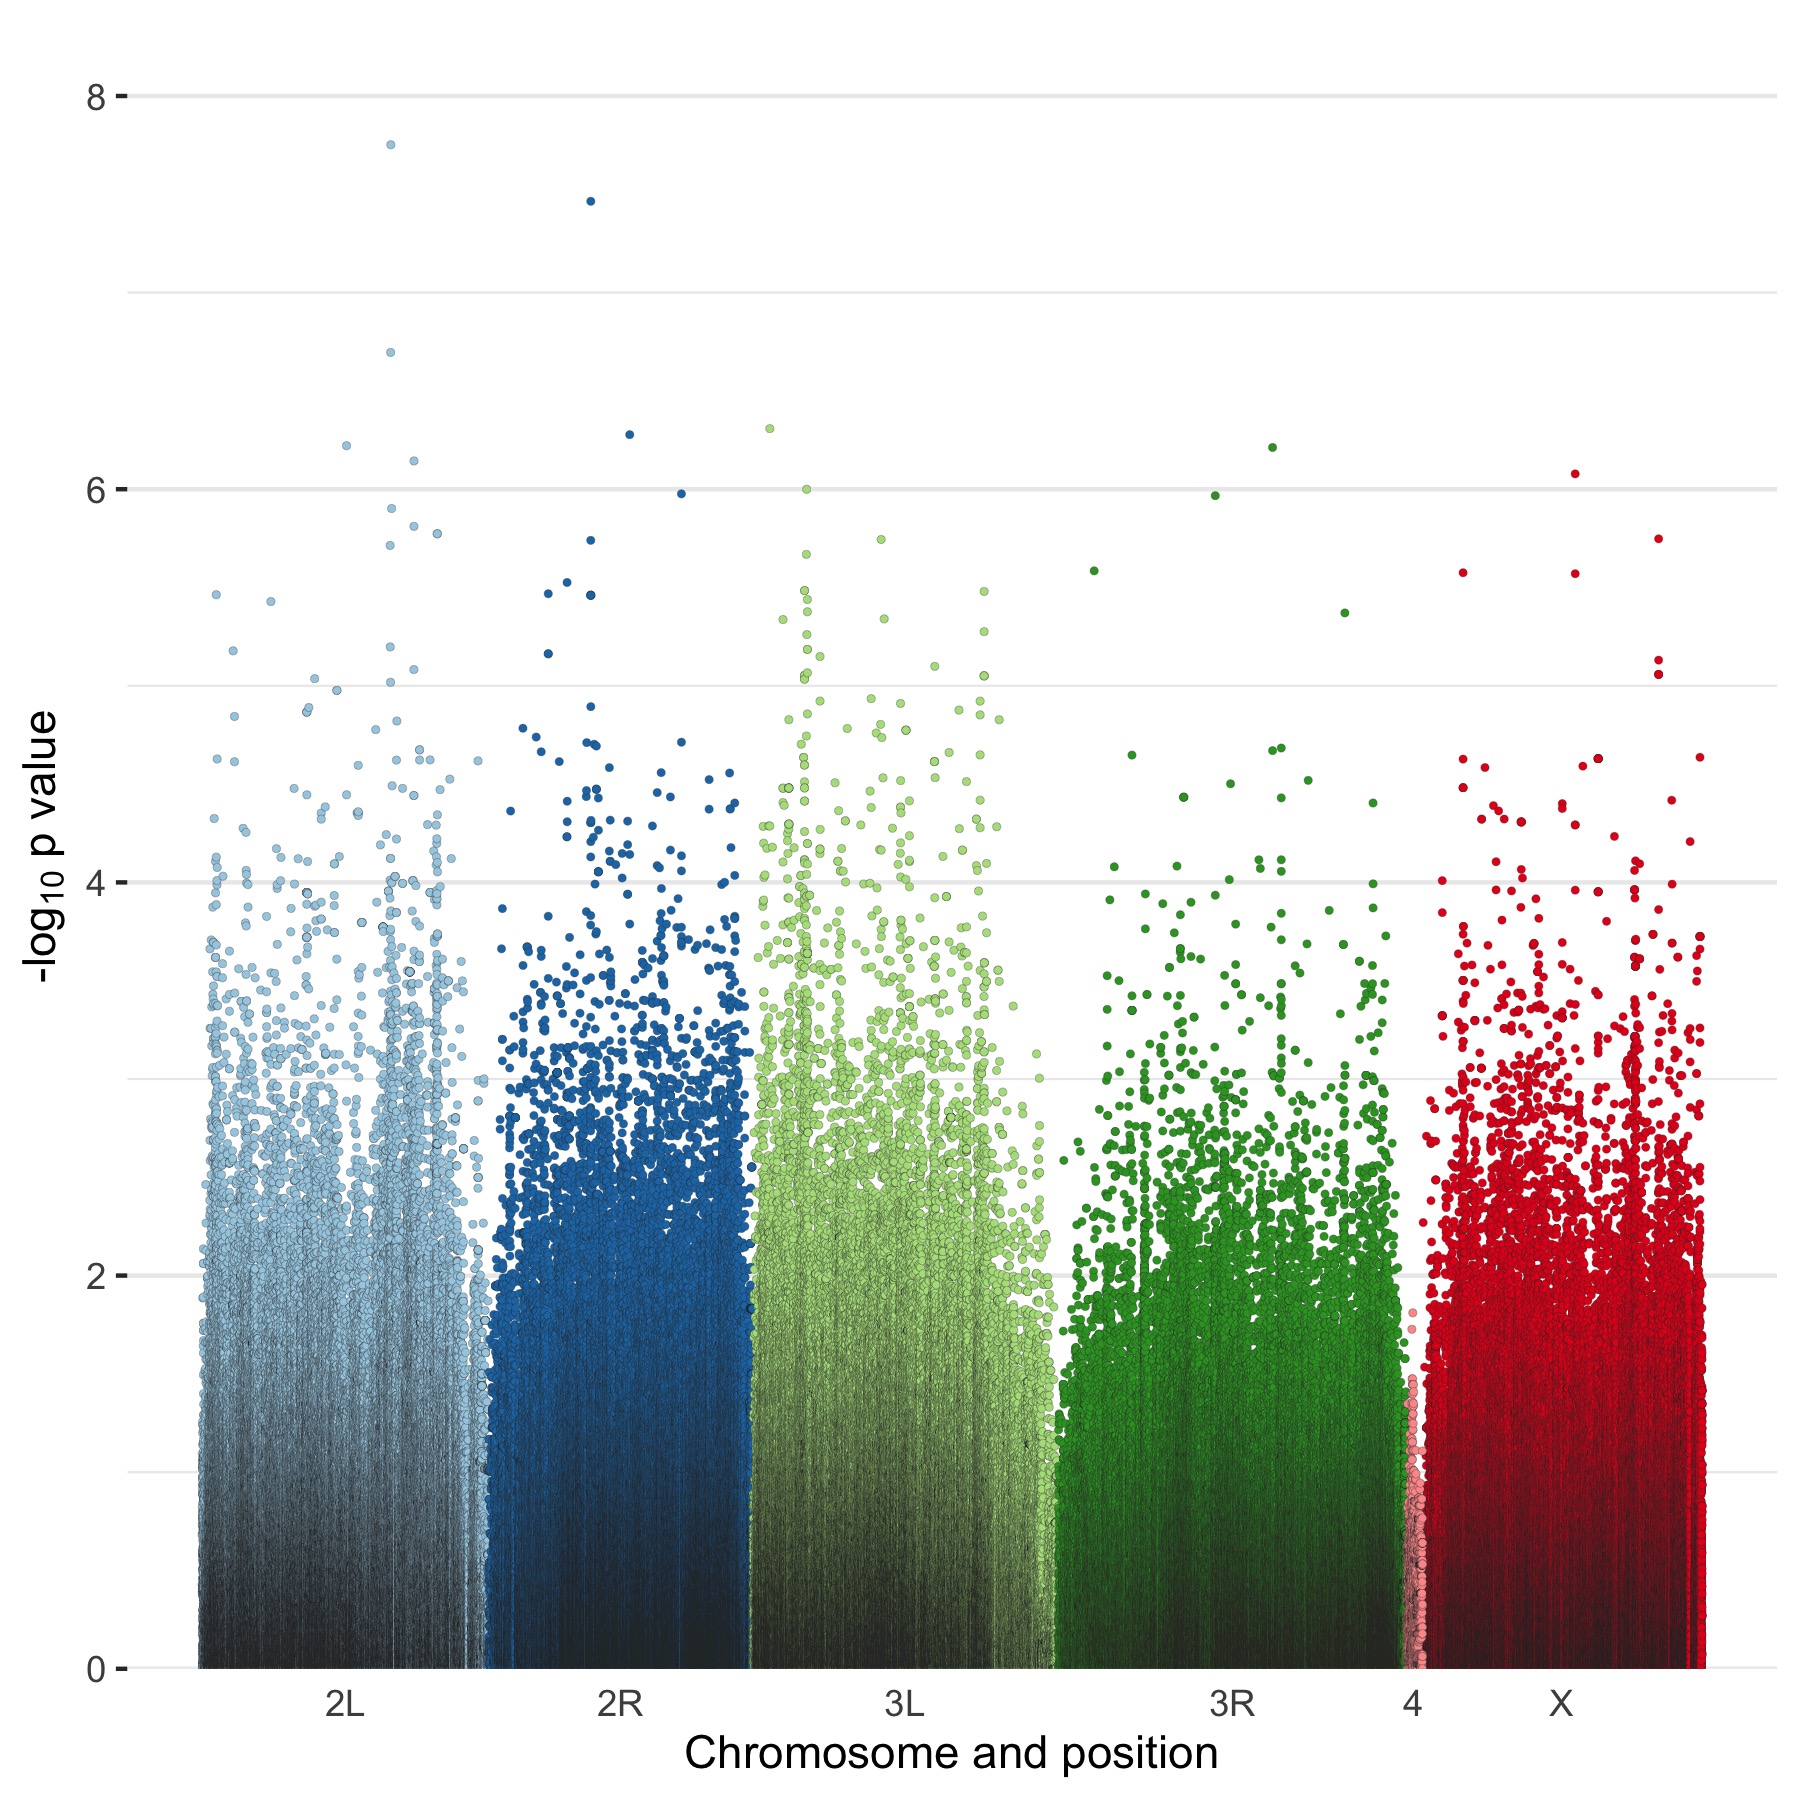 8
6
4
2
0
-log₁₀ p value
2L 2R 3L 3R 4 X
Chromosome and position